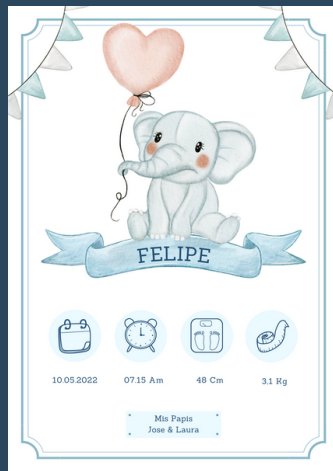 FELIPE
10.05.2022
07.15 Am
48 Cm
3.1 Kg
Mis Papis
Jose & Laura